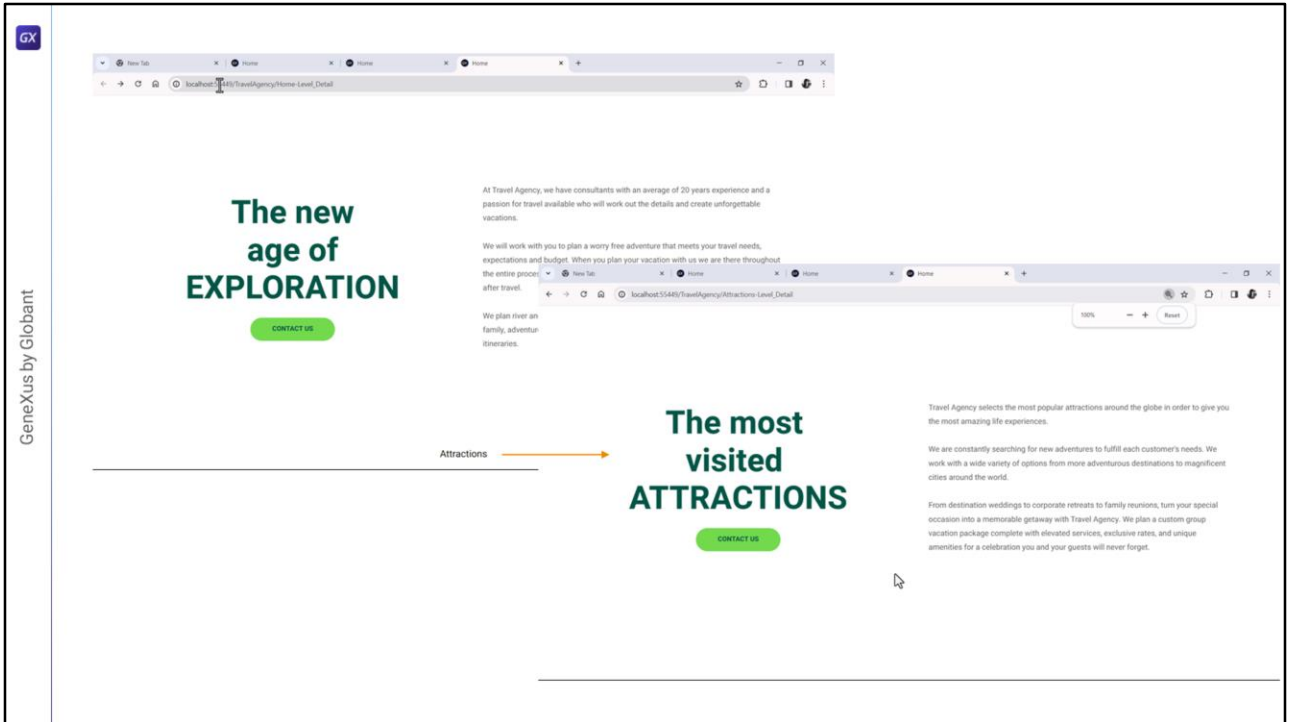 GX
GeneXus by Globant
New Tab
Home
Home
Home
localhost:55449/TravelAgency/Home-Level_Detail
The new
age of
EXPLORATION
CONTACT US
At Travel Agency, we have consultants with an average of 20 years experience and a
passion for travel available who will work out the details and create unforgettable
vacations.
We will work with you to plan a worry free adventure that meets your travel needs,
expectations and budget. When you plan your vacation with us we are there throughout
the entire proces
after travel.
We plan river an
family, adventur
itineraries.
Attractions
New Tab
Home
Home
Home
localhost:55449/TravelAgency/Attractions-Level_Detail
100%
Reset
The most
visited
ATTRACTIONS
CONTACT US
Travel Agency selects the most popular attractions around the globe in order to give you
the most amazing life experiences.
We are constantly searching for new adventures to fulfill each customer's needs. We
work with a wide variety of options from more adventurous destinations to magnificent
cities around the world.
From destination weddings to corporate retreats to family reunions, turn your special
occasion into a memorable getaway with Travel Agency. We plan a custom group
vacation package complete with elevated services, exclusive rates, and unique
amenities for a celebration you and your guests will never forget.